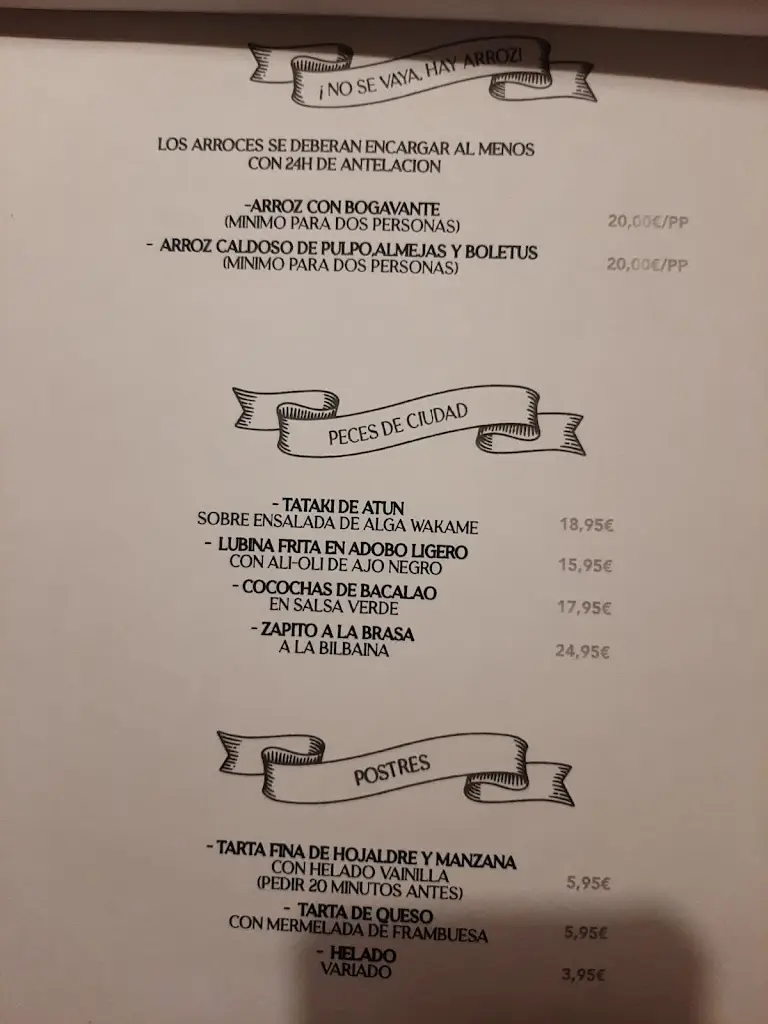 ¡NO SE VAYA, HAY ARROZ!
LOS ARROCES SE DEBERAN ENCARGAR AL MENOS
CON 24H DE ANTELACION
-ARROZ CON BOGAVANTE
(MINIMO PARA DOS PERSONAS) 20,00€/PP
- ARROZ CALDOSO DE PULPO,ALMEJAS Y BOLETUS
(MINIMO PARA DOS PERSONAS) 20,00€/PP
PECES DE CIUDAD
- TATAKI DE ATUN
SOBRE ENSALADA DE ALGA WAKAME 18,95€
- LUBINA FRITA EN ADOBO LIGERO
CON ALI-OLI DE AJO NEGRO 15,95€
- COCOCHAS DE BACALAO
EN SALSA VERDE 17,95€
- ZAPITO A LA BRASA
A LA BILBAINA 24,95€
POSTRES
- TARTA FINA DE HOJALDRE Y MANZANA
CON HELADO VAINILLA
(PEDIR 20 MINUTOS ANTES) 5,95€
- TARTA DE QUESO
CON MERMELADA DE FRAMBUESA 5,95€
- HELADO
VARIADO 3,95€